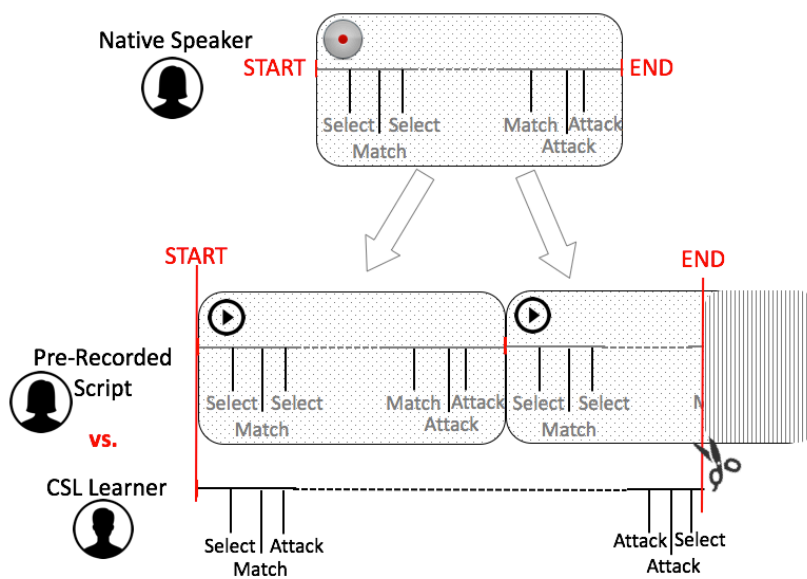 Native Speaker
START
END
Select
Select
Match
Attack
Match
Attack
START
END
Pre-Recorded
Script
Select
Select
Match
Attack
Select
Select
M
Match
Attack
Match
vs.
CSL Learner
Select
Attack
Attack
Select
Match
Attack